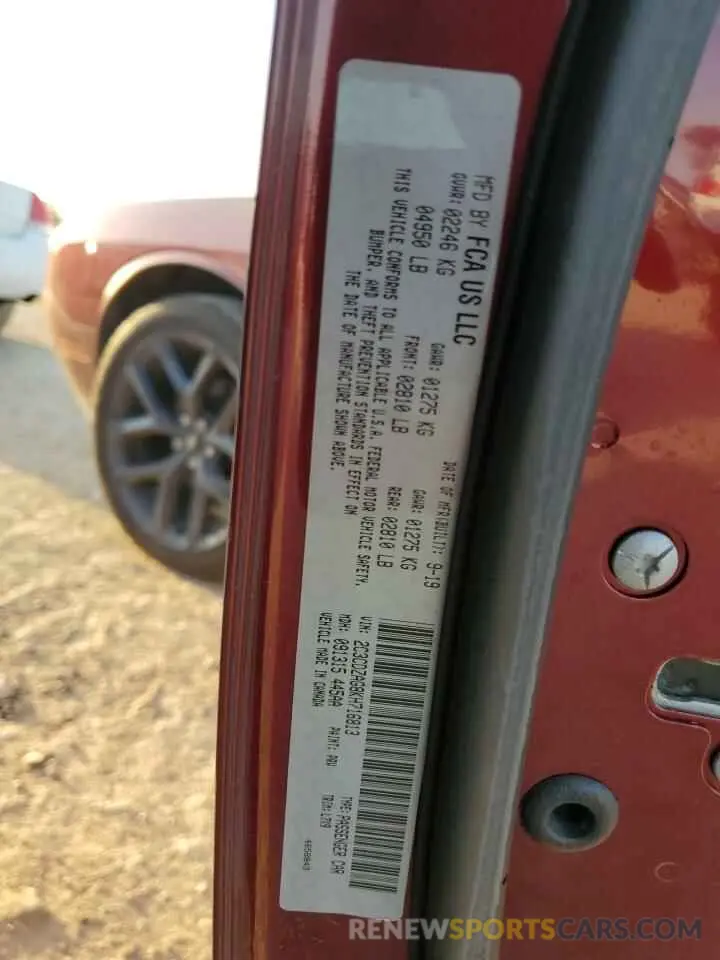 MFD BY FCA US LLC
DATE OF MFR(BUILT): 9-19
GVWR: 02246 KG GAWR: 01275 KG GAWR: 01275 KG
04950 LB FRONT: 02810 LB REAR: 02810 LB
THIS VEHICLE CONFORMS TO ALL APPLICABLE U.S.A. FEDERAL MOTOR VEHICLE SAFETY,
BUMPER, AND THEFT PREVENTION STANDARDS IN EFFECT ON
THE DATE OF MANUFACTURE SHOWN ABOVE.
VIN: 2C3CDZAG8KH716813 TYPE: PASSENGER CAR
MDH: 091315 445AA PAINT: TRIM: L7X9
VEHICLE MADE IN CANADA
RENEWSPORTSCARS.COM